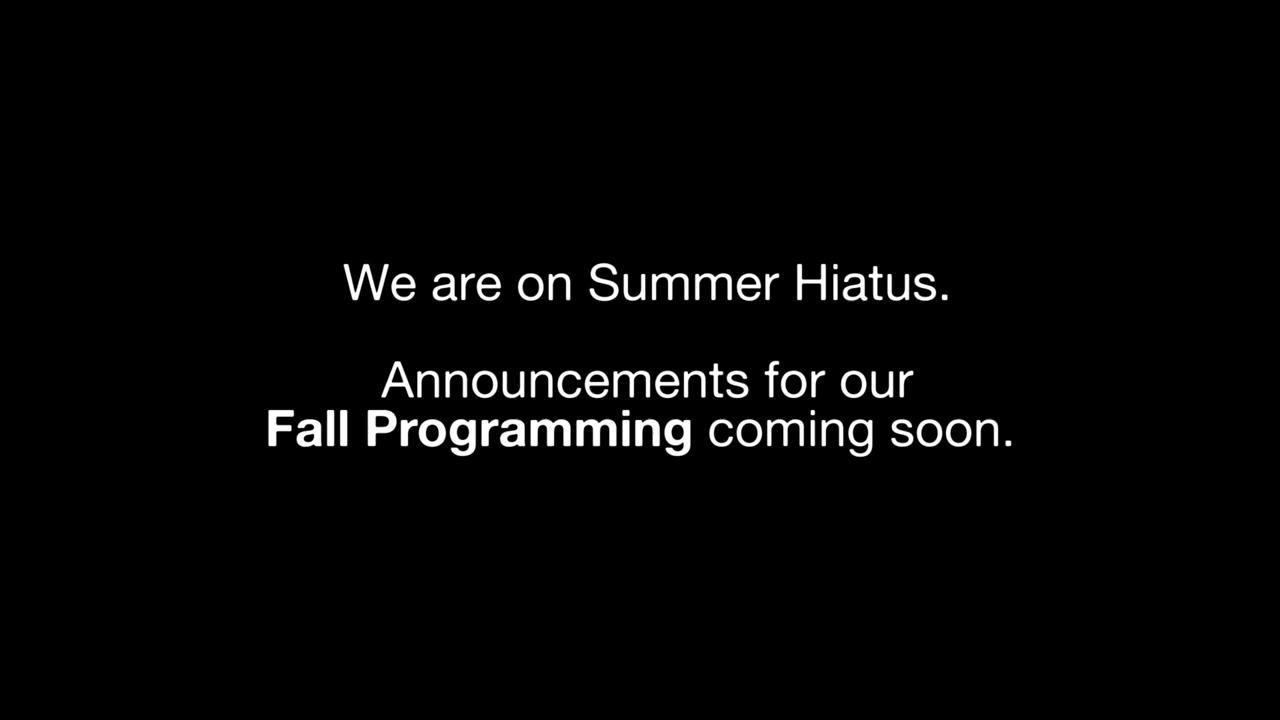 We are on Summer Hiatus.
Announcements for our
Fall Programming coming soon.